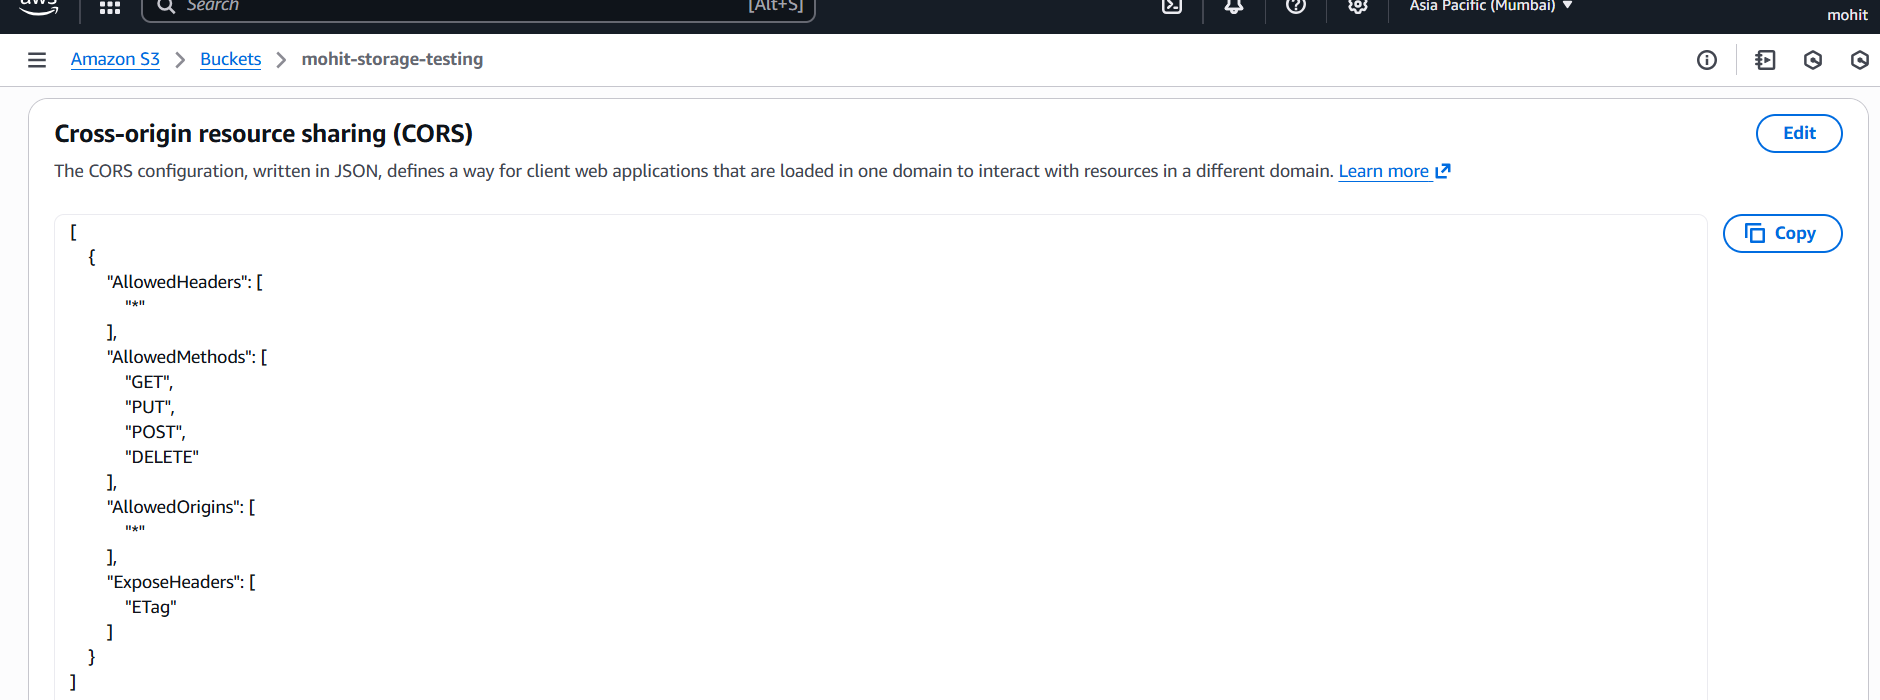 aws
Search
[Alt+S]
Asia Pacific (Mumbai)
mohit
Amazon S3
Buckets
mohit-storage-testing
Cross-origin resource sharing (CORS)
Edit
The CORS configuration, written in JSON, defines a way for client web applications that are loaded in one domain to interact with resources in a different domain. Learn more
Copy
[
{
"AllowedHeaders": [
"*"
],
"AllowedMethods": [
"GET",
"PUT",
"POST",
"DELETE"
],
"AllowedOrigins": [
"*"
],
"ExposeHeaders": [
"ETag"
]
}
]